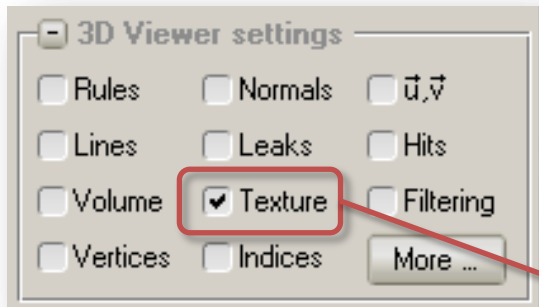 3D Viewer settings
Rules Normals u⃗,v⃗
Lines Leaks Hits
Volume Texture Filtering
Vertices Indices More ...